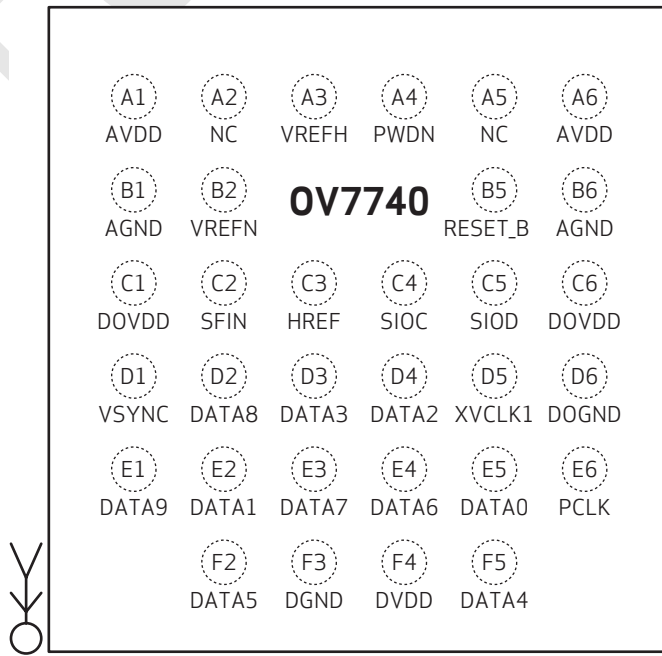 A1 A2 A3 A4 A5 A6
AVDD NC VREFH PWDN NC AVDD
B1 B2 OV7740 B5 B6
AGND VREFN RESET_B AGND
C1 C2 C3 C4 C5 C6
DOVDD SFIN HREF SIOC SIOD DOVDD
D1 D2 D3 D4 D5 D6
VSYNC DATA8 DATA3 DATA2 XVCLK1 DOGND
E1 E2 E3 E4 E5 E6
DATA9 DATA1 DATA7 DATA6 DATA0 PCLK
F2 F3 F4 F5
DATA5 DGND DVDD DATA4